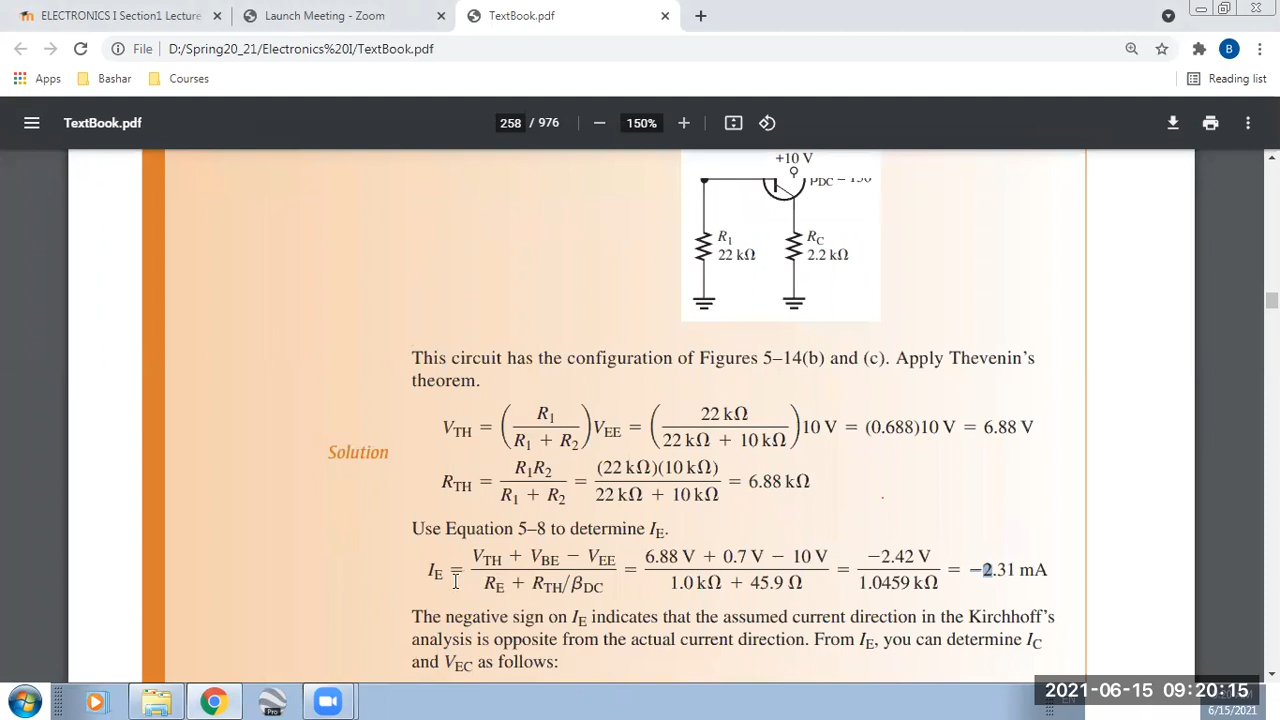 ELECTRONICS I Section1 Lecture
Launch Meeting - Zoom
TextBook.pdf
File
D:/Spring20_21/Electronics%20I/TextBook.pdf
B
Apps
Bashar
Courses
Reading list
TextBook.pdf
258 / 976
150%
+10 V
R1
22 kΩ
RC
2.2 kΩ
This circuit has the configuration of Figures 5–14(b) and (c). Apply Thevenin's
theorem.
Solution
VTH = (R1 / (R1 + R2))VEE = (22 kΩ / (22 kΩ + 10 kΩ))10 V = (0.688)10 V = 6.88 V
RTH = R1R2 / (R1 + R2) = (22 kΩ)(10 kΩ) / (22 kΩ + 10 kΩ) = 6.88 kΩ
Use Equation 5–8 to determine IE.
IE = (VTH + VBE − VEE) / (RE + RTH/βDC) = (6.88 V + 0.7 V − 10 V) / (1.0 kΩ + 45.9 Ω) = −2.42 V / 1.0459 kΩ = −2.31 mA
The negative sign on IE indicates that the assumed current direction in the Kirchhoff's
analysis is opposite from the actual current direction. From IE, you can determine IC
and VEC as follows:
Pro
2021-06-15 09:20:15
6/15/2021